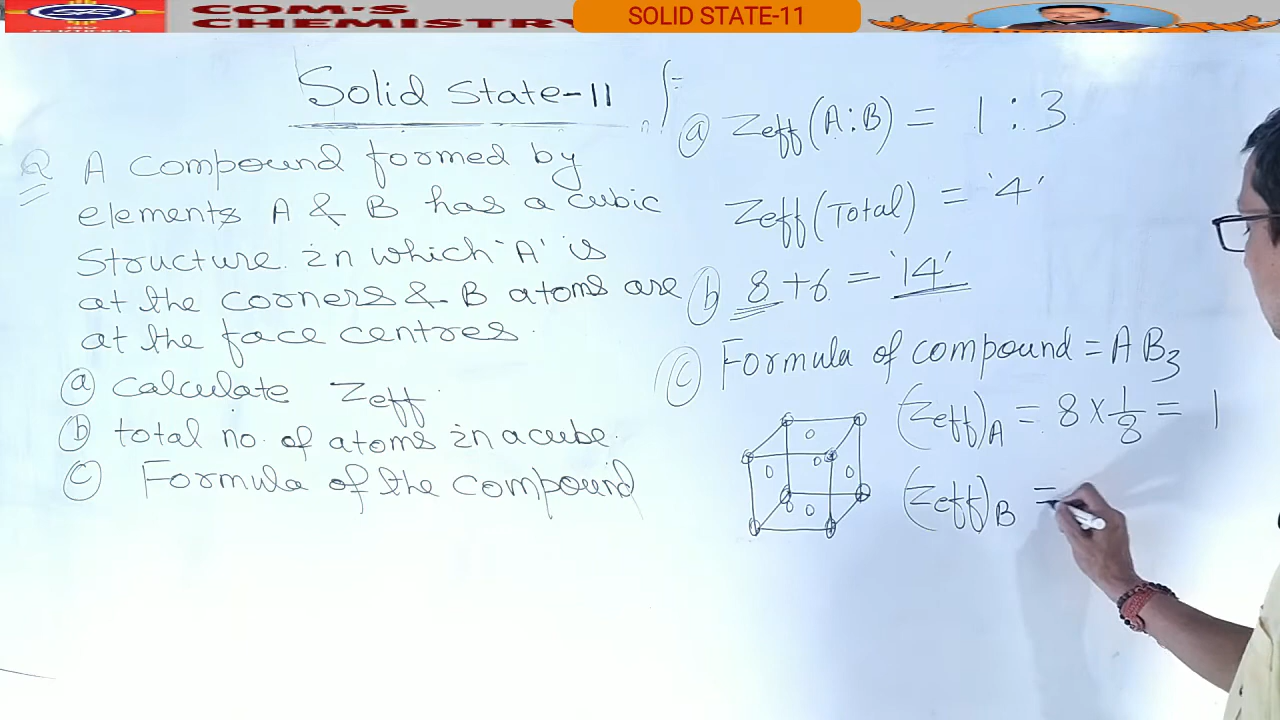 COM'S
CHEMISTRY
SOLID STATE-11
Solid State-11
Q A compound formed by
elements A & B has a cubic
structure in which 'A' is
at the corners & B atoms are
at the face centres.
(a) Calculate Zeff.
(b) total no. of atoms in a cube.
(c) Formula of the compound
(a) Zeff (A:B) = 1 : 3
Zeff (Total) = '4'
(b) 8+6 = '14'
(c) Formula of compound = AB3
(Zeff)A = 8 × 1/8 = 1
(Zeff)B =